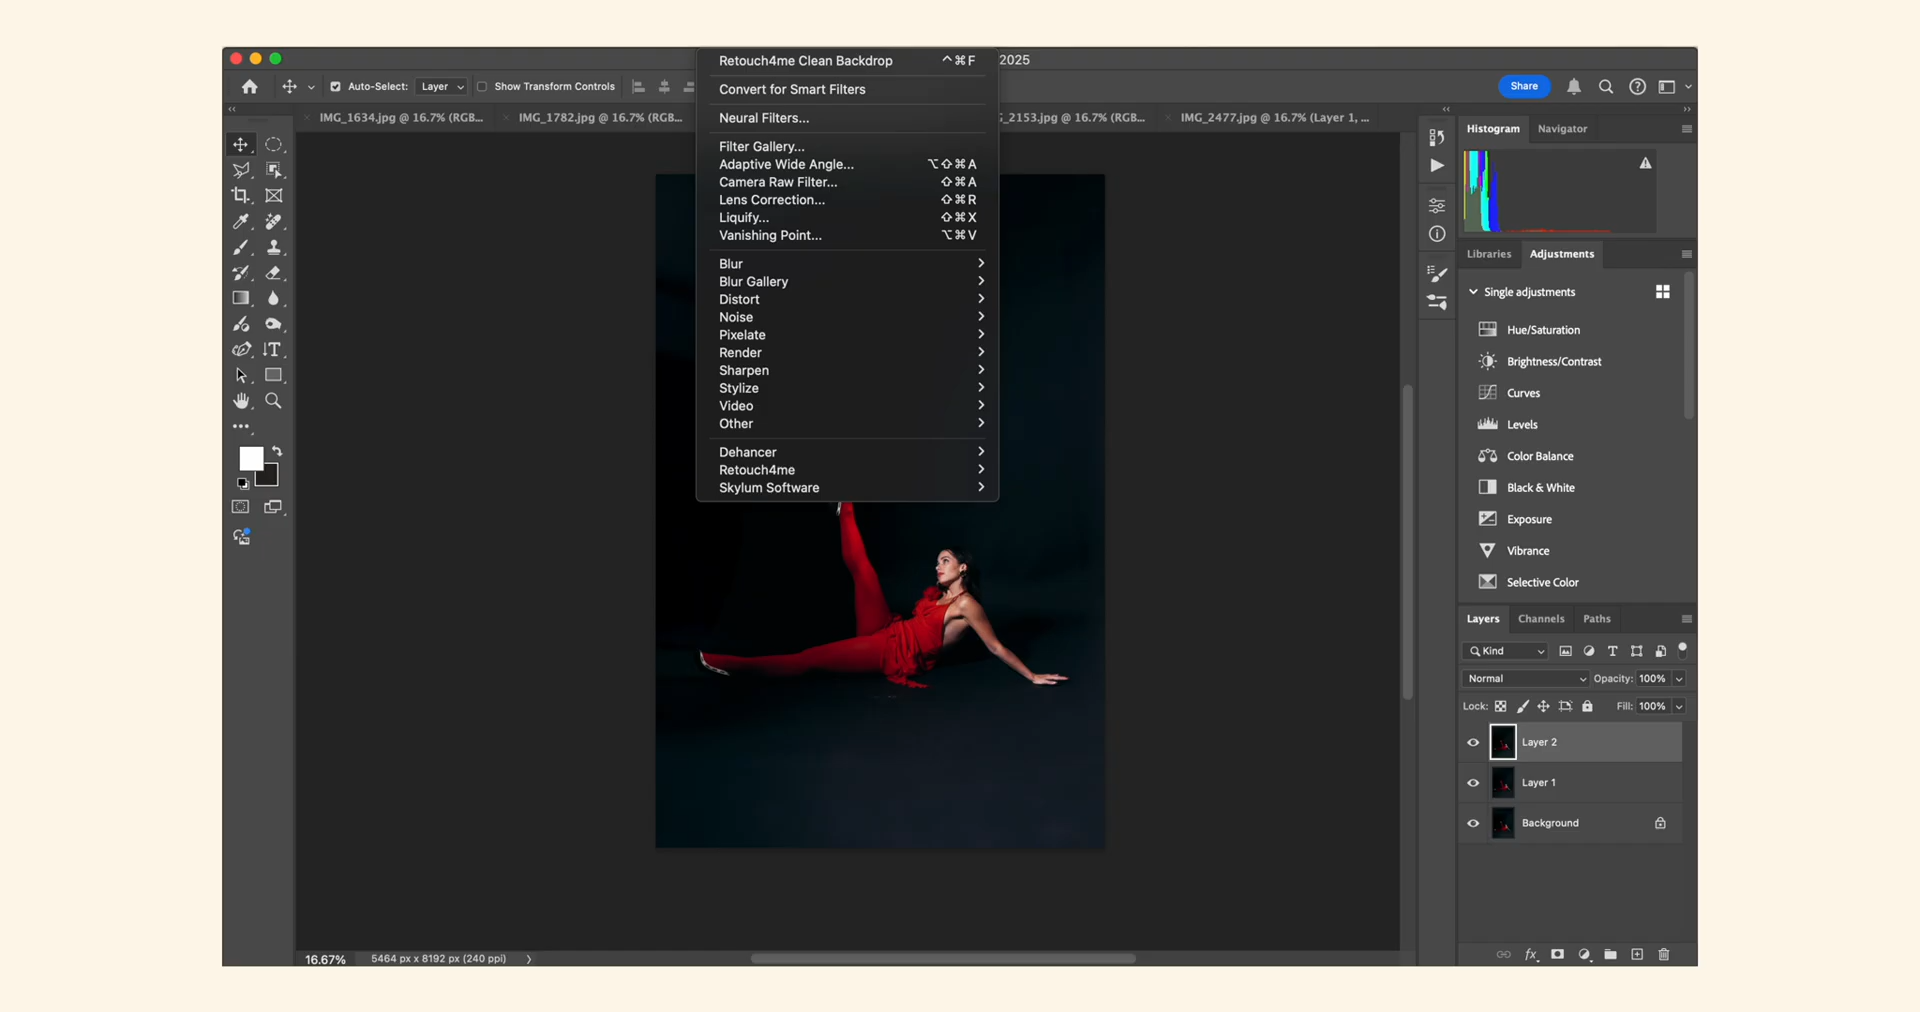 Retouch4me Clean Backdrop ^⌘F
2025
Convert for Smart Filters
Neural Filters...
Filter Gallery...
Adaptive Wide Angle... ⌥⇧⌘A
Camera Raw Filter... ⇧⌘A
Lens Correction... ⇧⌘R
Liquify... ⇧⌘X
Vanishing Point... ⌥⌘V
Blur
Blur Gallery
Distort
Noise
Pixelate
Render
Sharpen
Stylize
Video
Other
Dehancer
Retouch4me
Skylum Software
Auto-Select: Layer Show Transform Controls
Share
IMG_1634.jpg @ 16.7% (RGB...
IMG_1782.jpg @ 16.7% (RGB...
_2153.jpg @ 16.7% (RGB...
IMG_2477.jpg @ 16.7% (Layer 1, ...
Histogram Navigator
Libraries Adjustments
Single adjustments
Hue/Saturation
Brightness/Contrast
Curves
Levels
Color Balance
Black & White
Exposure
Vibrance
Selective Color
Layers Channels Paths
Kind
Normal Opacity: 100%
Lock: Fill: 100%
Layer 2
Layer 1
Background
fx
16.67% 5464 px x 8192 px (240 ppi)